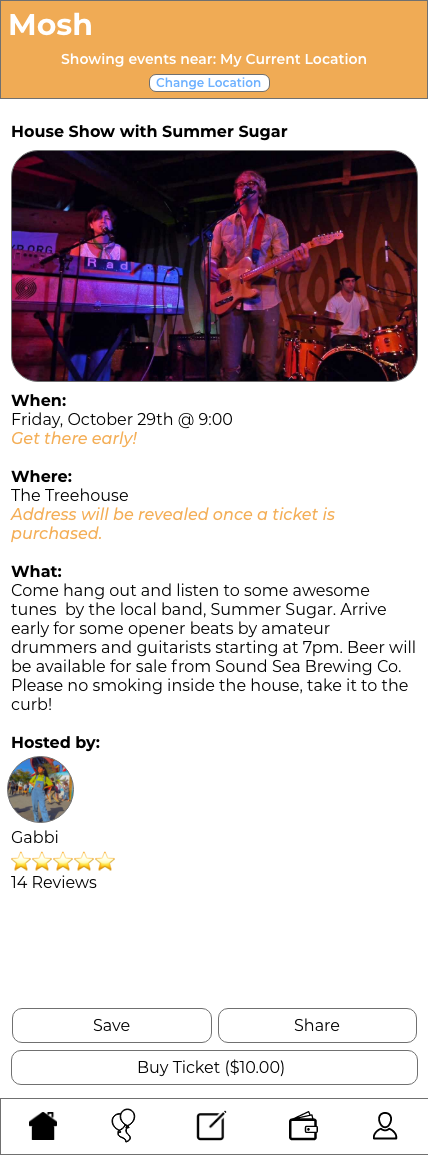 Mosh
Showing events near: My Current Location
Change Location
House Show with Summer Sugar
YP.ORG
Rad
When:
Friday, October 29th @ 9:00
Get there early!
Where:
The Treehouse
Address will be revealed once a ticket is
purchased.
What:
Come hang out and listen to some awesome
tunes  by the local band, Summer Sugar. Arrive
early for some opener beats by amateur
drummers and guitarists starting at 7pm. Beer will
be available for sale from Sound Sea Brewing Co.
Please no smoking inside the house, take it to the
curb!
Hosted by:
Gabbi
14 Reviews
Save
Share
Buy Ticket ($10.00)